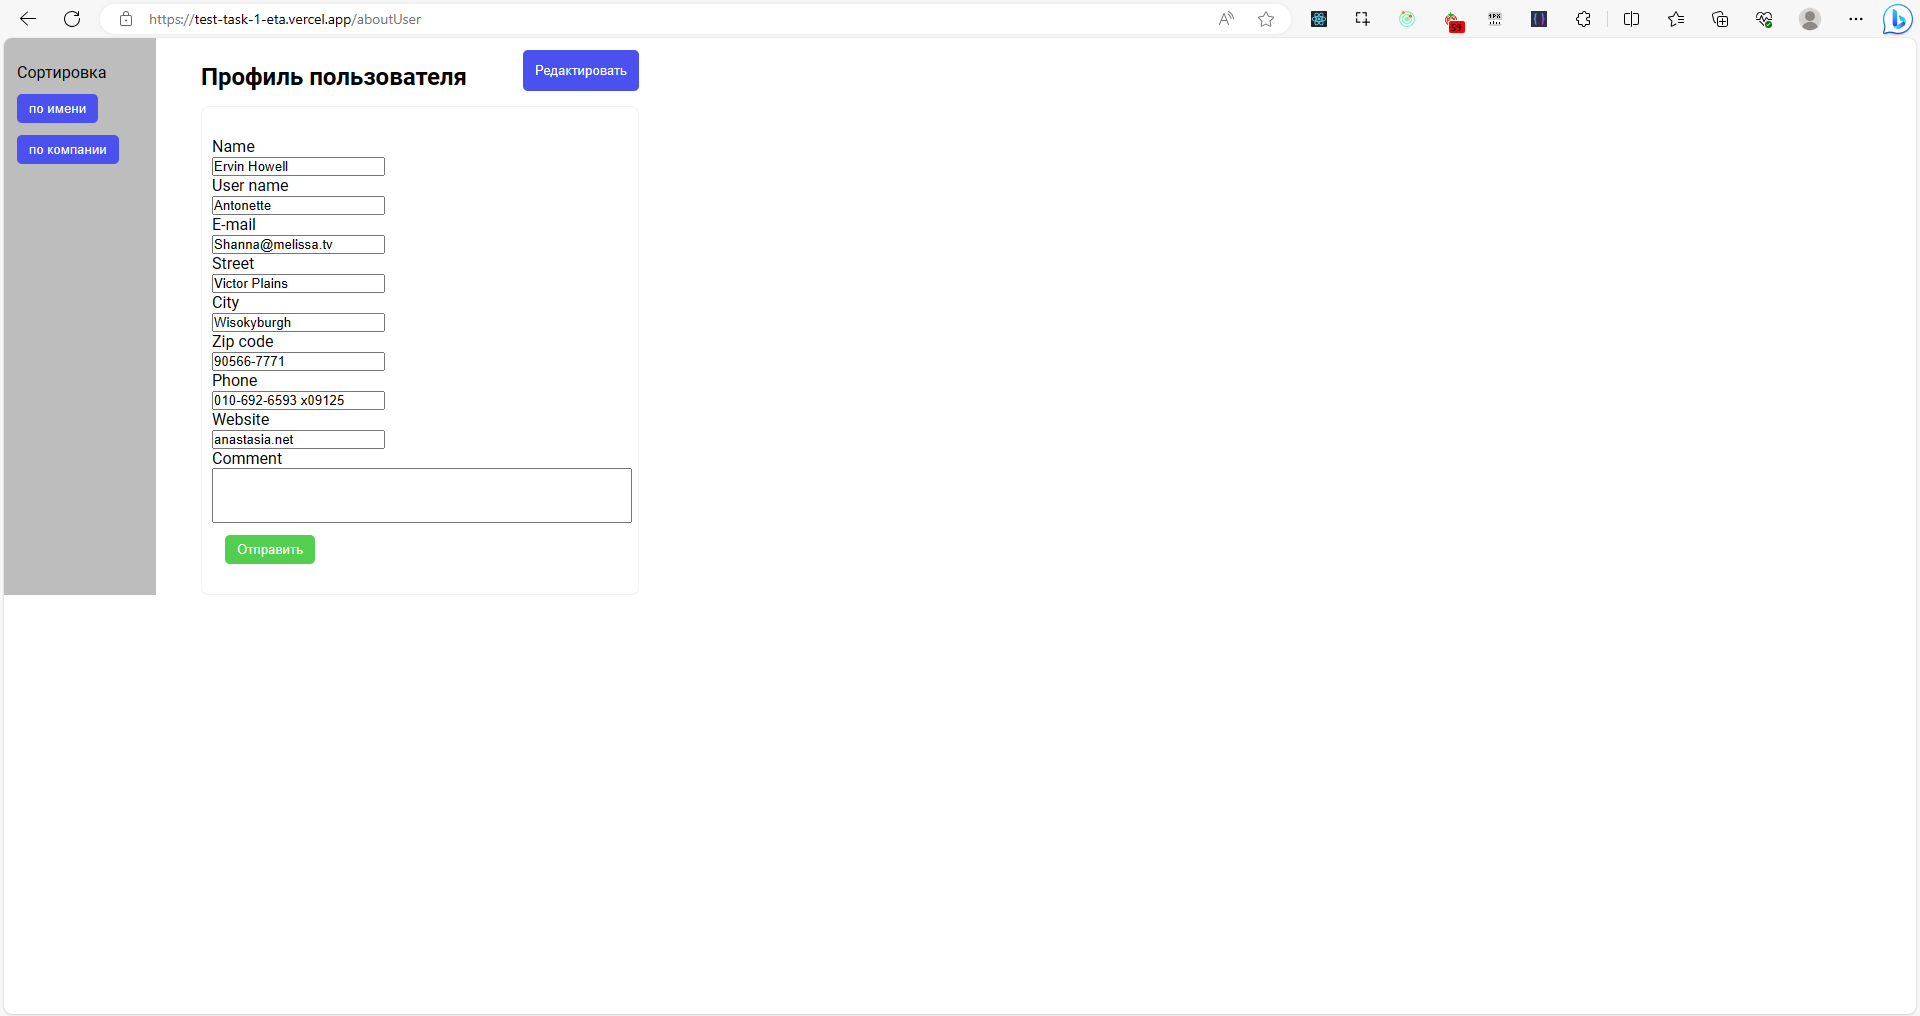 https://test-task-1-eta.vercel.app/aboutUser
59
Сортировка
по имени
по компании
Профиль пользователя
Редактировать
Name
Ervin Howell
User name
Antonette
E-mail
Shanna@melissa.tv
Street
Victor Plains
City
Wisokyburgh
Zip code
90566-7771
Phone
010-692-6593 x09125
Website
anastasia.net
Comment
Отправить